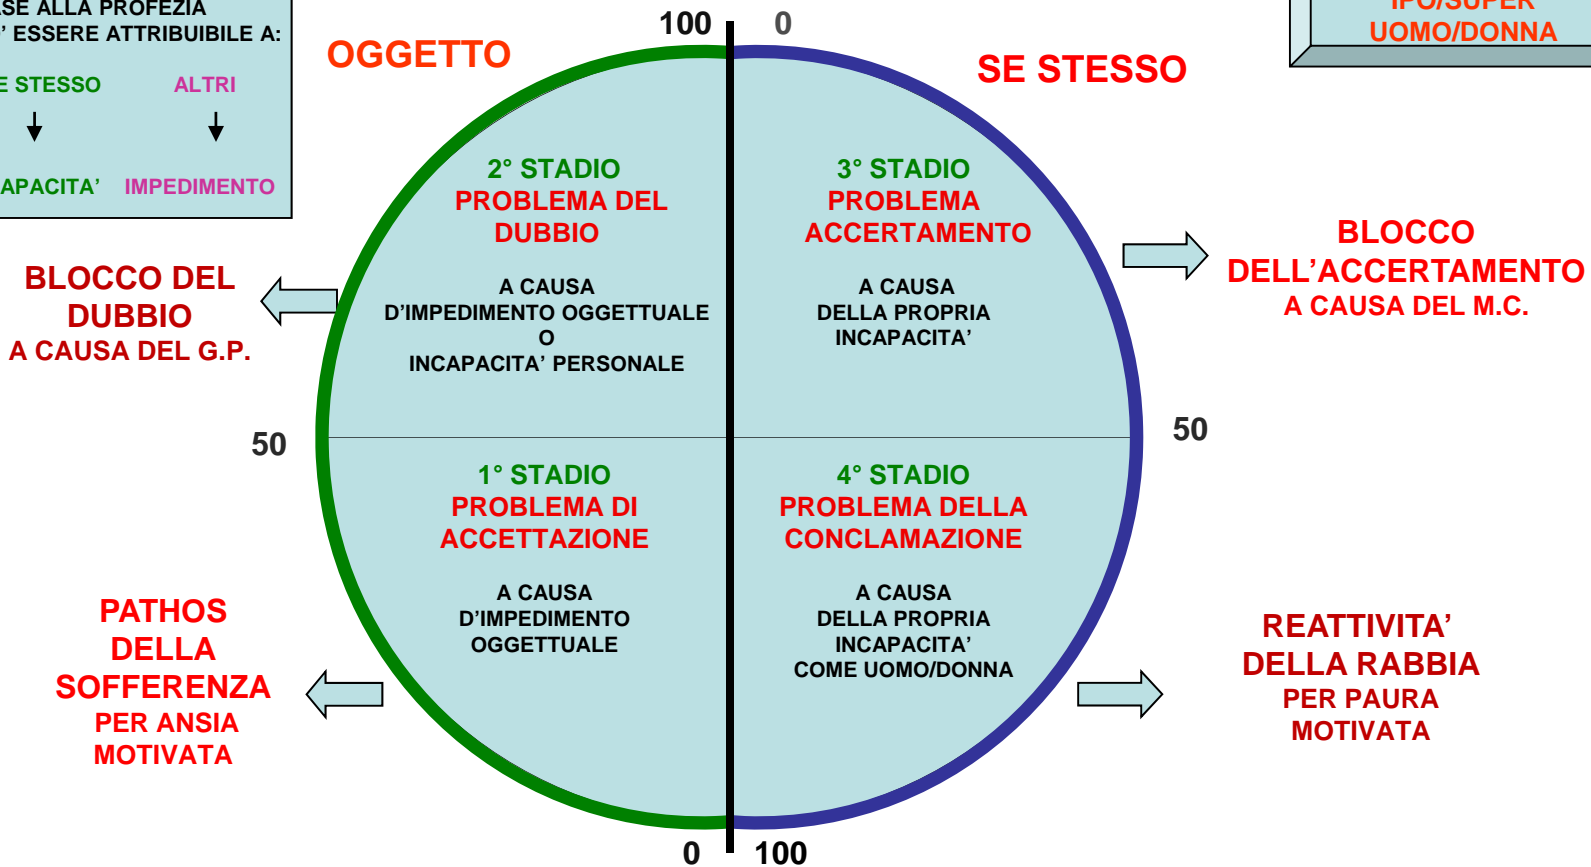 ALLA PROFEZIA
ESSERE ATTRIBUIBILE A:
STESSO ALTRI
IMPEDIMENTO
IPO/SUPER
UOMO/DONNA
100 0
OGGETTO
SE STESSO
2° STADIO
PROBLEMA DEL
DUBBIO
A CAUSA
D’IMPEDIMENTO OGGETTUALE
O
INCAPACITA’ PERSONALE
3° STADIO
PROBLEMA
ACCERTAMENTO
A CAUSA
DELLA PROPRIA
INCAPACITA’
BLOCCO DEL
DUBBIO
A CAUSA DEL G.P.
BLOCCO
DELL’ACCERTAMENTO
A CAUSA DEL M.C.
50
50
1° STADIO
PROBLEMA DI
ACCETTAZIONE
A CAUSA
D’IMPEDIMENTO
OGGETTUALE
4° STADIO
PROBLEMA DELLA
CONCLAMAZIONE
A CAUSA
DELLA PROPRIA
INCAPACITA’
COME UOMO/DONNA
PATHOS
DELLA
SOFFERENZA
PER ANSIA
MOTIVATA
REATTIVITA’
DELLA RABBIA
PER PAURA
MOTIVATA
0 100